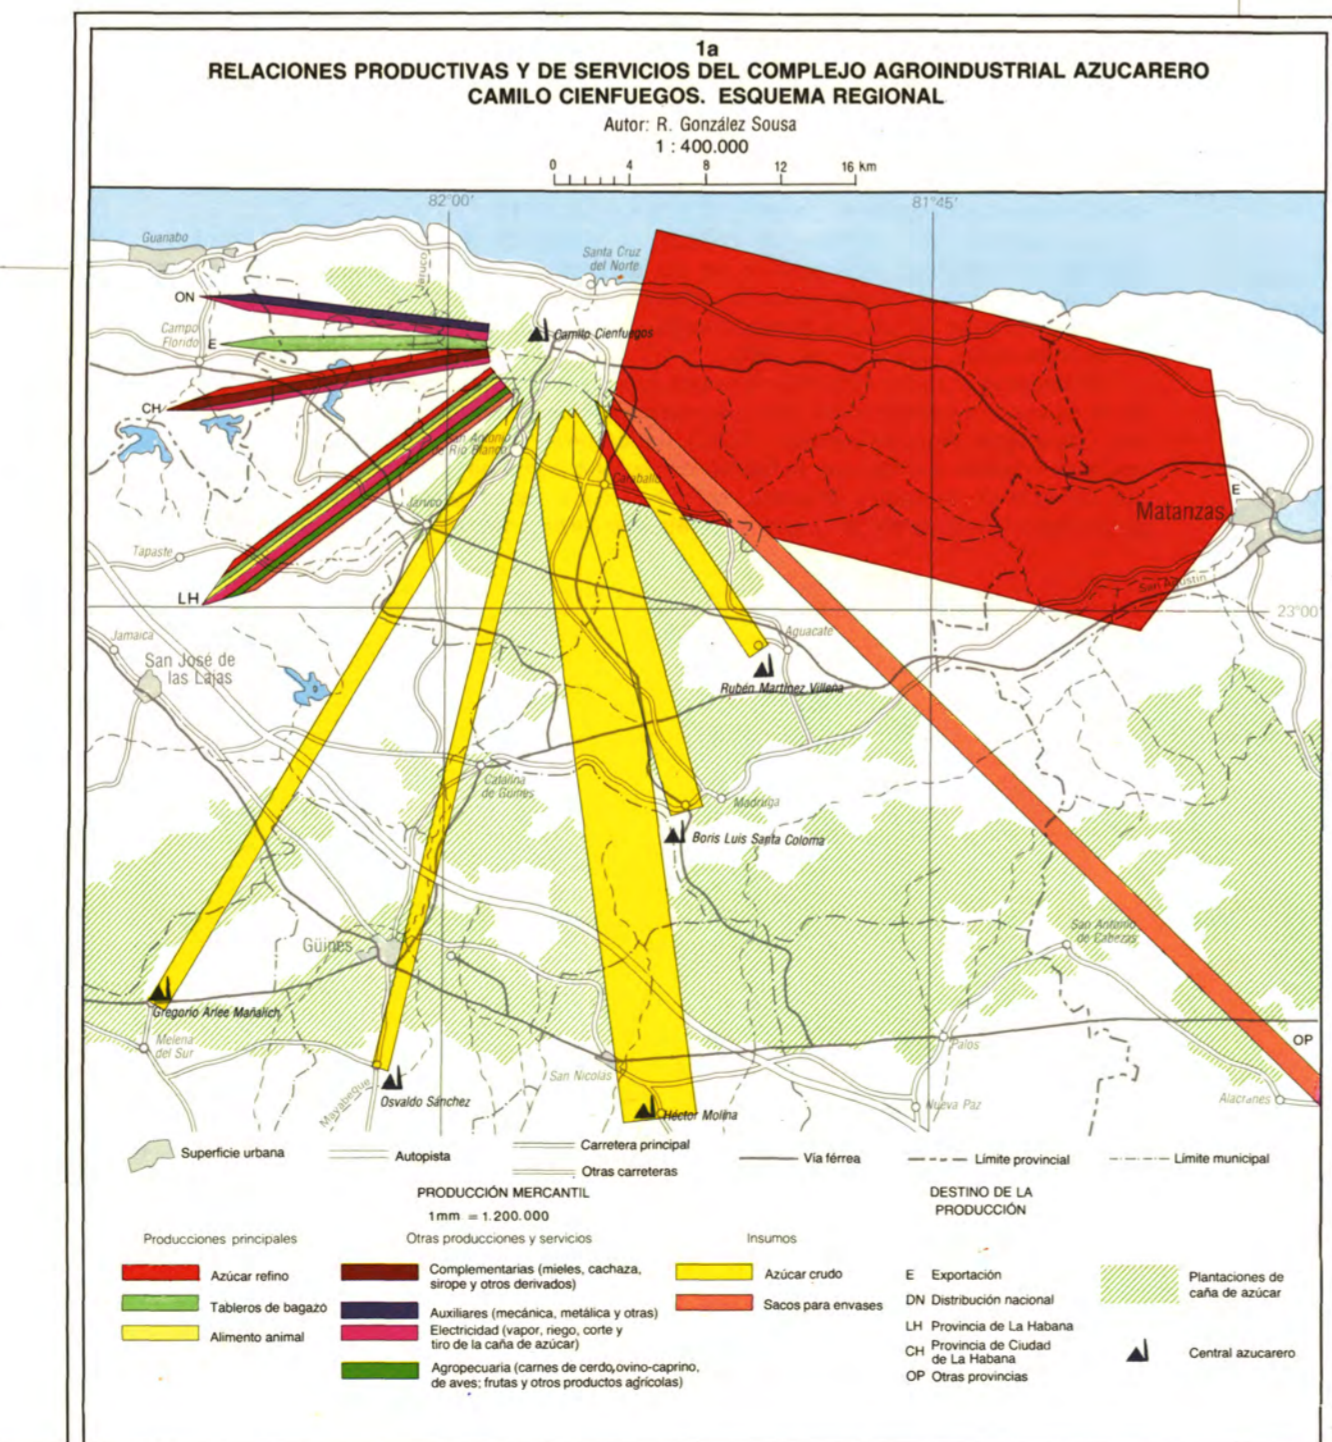 1a
RELACIONES PRODUCTIVAS Y DE SERVICIOS DEL COMPLEJO AGROINDUSTRIAL AZUCARERO
CAMILO CIENFUEGOS. ESQUEMA REGIONAL
Autor: R. González Sousa
1 : 400.000
0 4 8 12 16 km
82°00'
81°45'
Guanabo
Santa Cruz
del Norte
Jaruco
ON
Campo
Florido
E
Camilo Cienfuegos
CH
San Antonio
de Río Blanco
Caraballo
E
Matanzas
Jaruco
Tapaste
San Agustín
LH
23°00'
Jamaica
Aguacate
San José de
las Lajas
Rubén Martínez Villena
Catalina
de Güines
Madruga
Boris Luis Santa Coloma
San Antonio
de Cabezas
Güines
Gregorio Arlee Mañalich
OP
Melena
del Sur
Palos
San Nicolas
Mayabeque
Osvaldo Sánchez
Héctor Molina
Nueva Paz
Alacranes
Superficie urbana
Autopista
Carretera principal
Otras carreteras
Vía férrea
Límite provincial
Límite municipal
PRODUCCIÓN MERCANTIL
1mm = 1.200.000
DESTINO DE LA
PRODUCCIÓN
Producciones principales
Otras producciones y servicios
Insumos
Azúcar refino
Tableros de bagazo
Alimento animal
Complementarias (mieles, cachaza,
sirope y otros derivados)
Auxiliares (mecánica, metálica y otras)
Electricidad (vapor, riego, corte y
tiro de la caña de azúcar)
Agropecuaria (carnes de cerdo, ovino-caprino,
de aves; frutas y otros productos agrícolas)
Azúcar crudo
Sacos para envases
E Exportación
DN Distribución nacional
LH Provincia de La Habana
CH Provincia de Ciudad
de La Habana
OP Otras provincias
Plantaciones de
caña de azúcar
Central azucarero